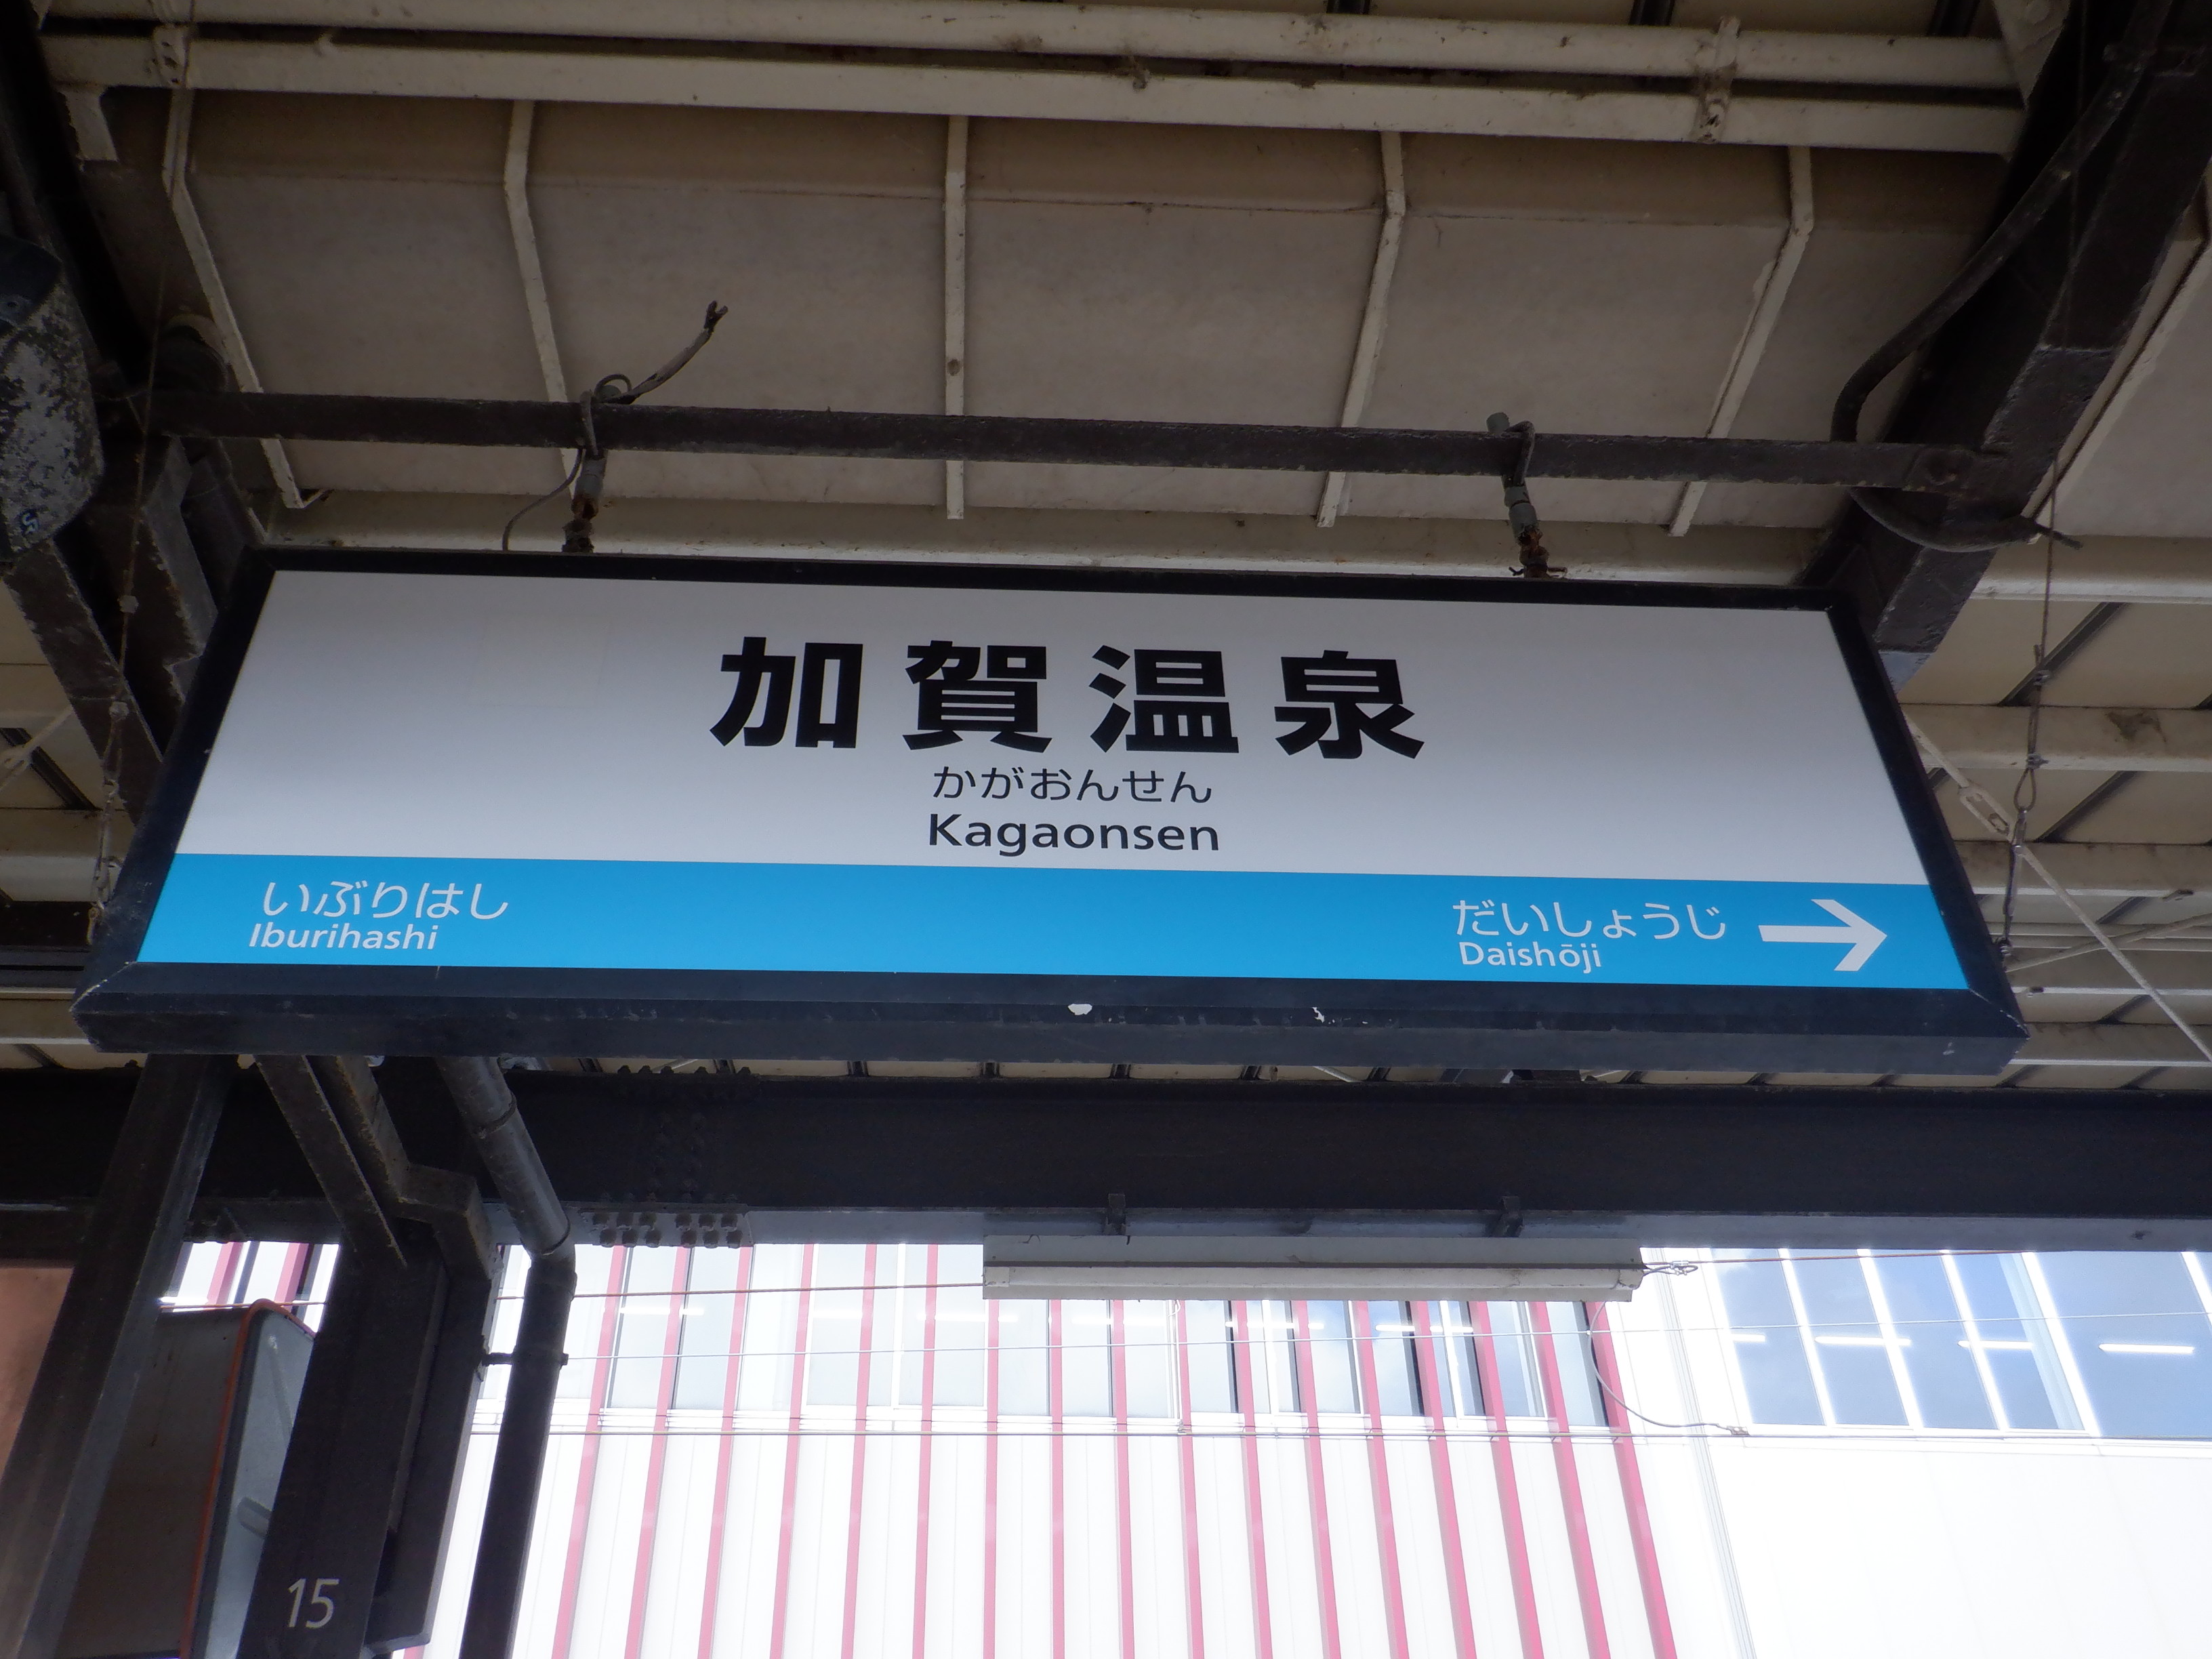 加賀温泉
かがおんせん
Kagaonsen
いぶりはし
Iburihashi
だいしょうじ
Daishōji
15
JR